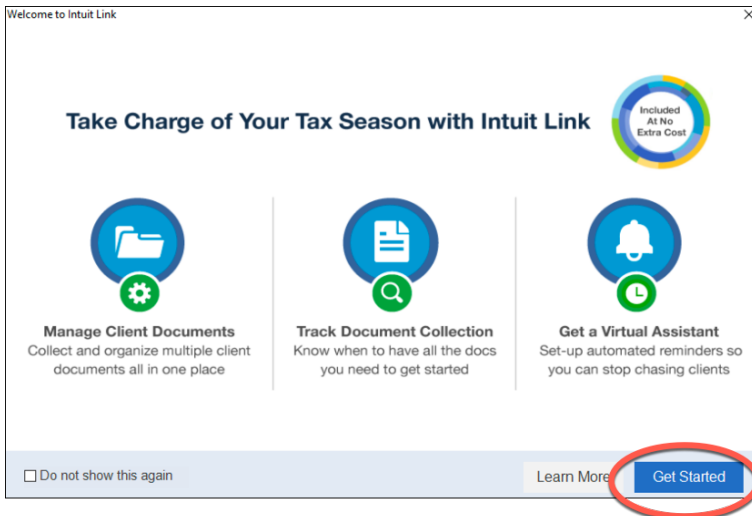 Welcome to Intuit Link
Take Charge of Your Tax Season with Intuit Link
Included
At No
Extra Cost
Manage Client Documents
Collect and organize multiple client
documents all in one place
Track Document Collection
Know when to have all the docs
you need to get started
Get a Virtual Assistant
Set-up automated reminders so
you can stop chasing clients
Do not show this again
Learn More
Get Started